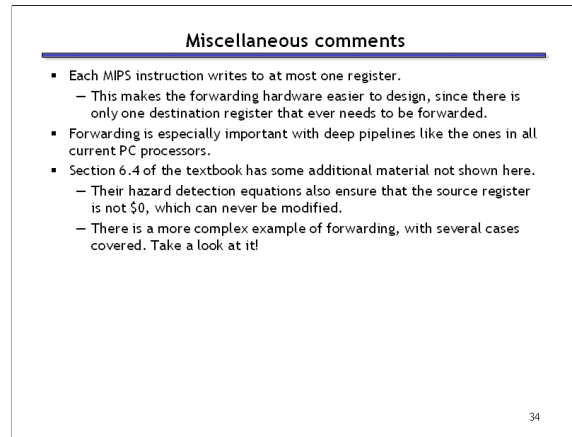 Miscellaneous comments
▪ Each MIPS instruction writes to at most one register.
— This makes the forwarding hardware easier to design, since there is
only one destination register that ever needs to be forwarded.
▪ Forwarding is especially important with deep pipelines like the ones in all
current PC processors.
▪ Section 6.4 of the textbook has some additional material not shown here.
— Their hazard detection equations also ensure that the source register
is not $0, which can never be modified.
— There is a more complex example of forwarding, with several cases
covered. Take a look at it!
34